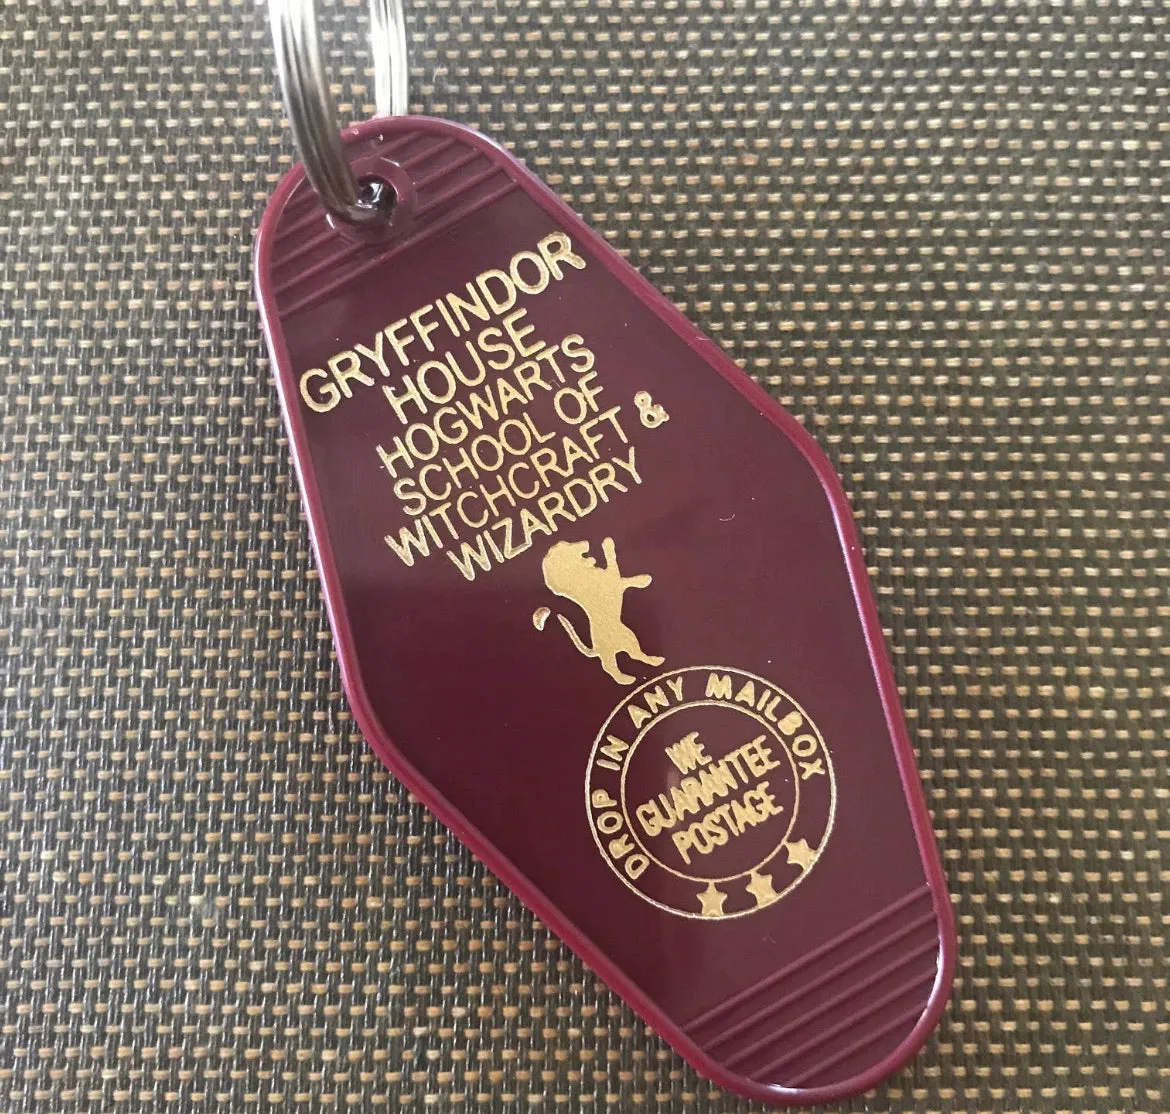 GRYFFINDOR
HOUSE
HOGWARTS
SCHOOL OF
WITCHCRAFT &
WIZARDRY
DROP IN ANY MAILBOX
WE
GUARANTEE
POSTAGE